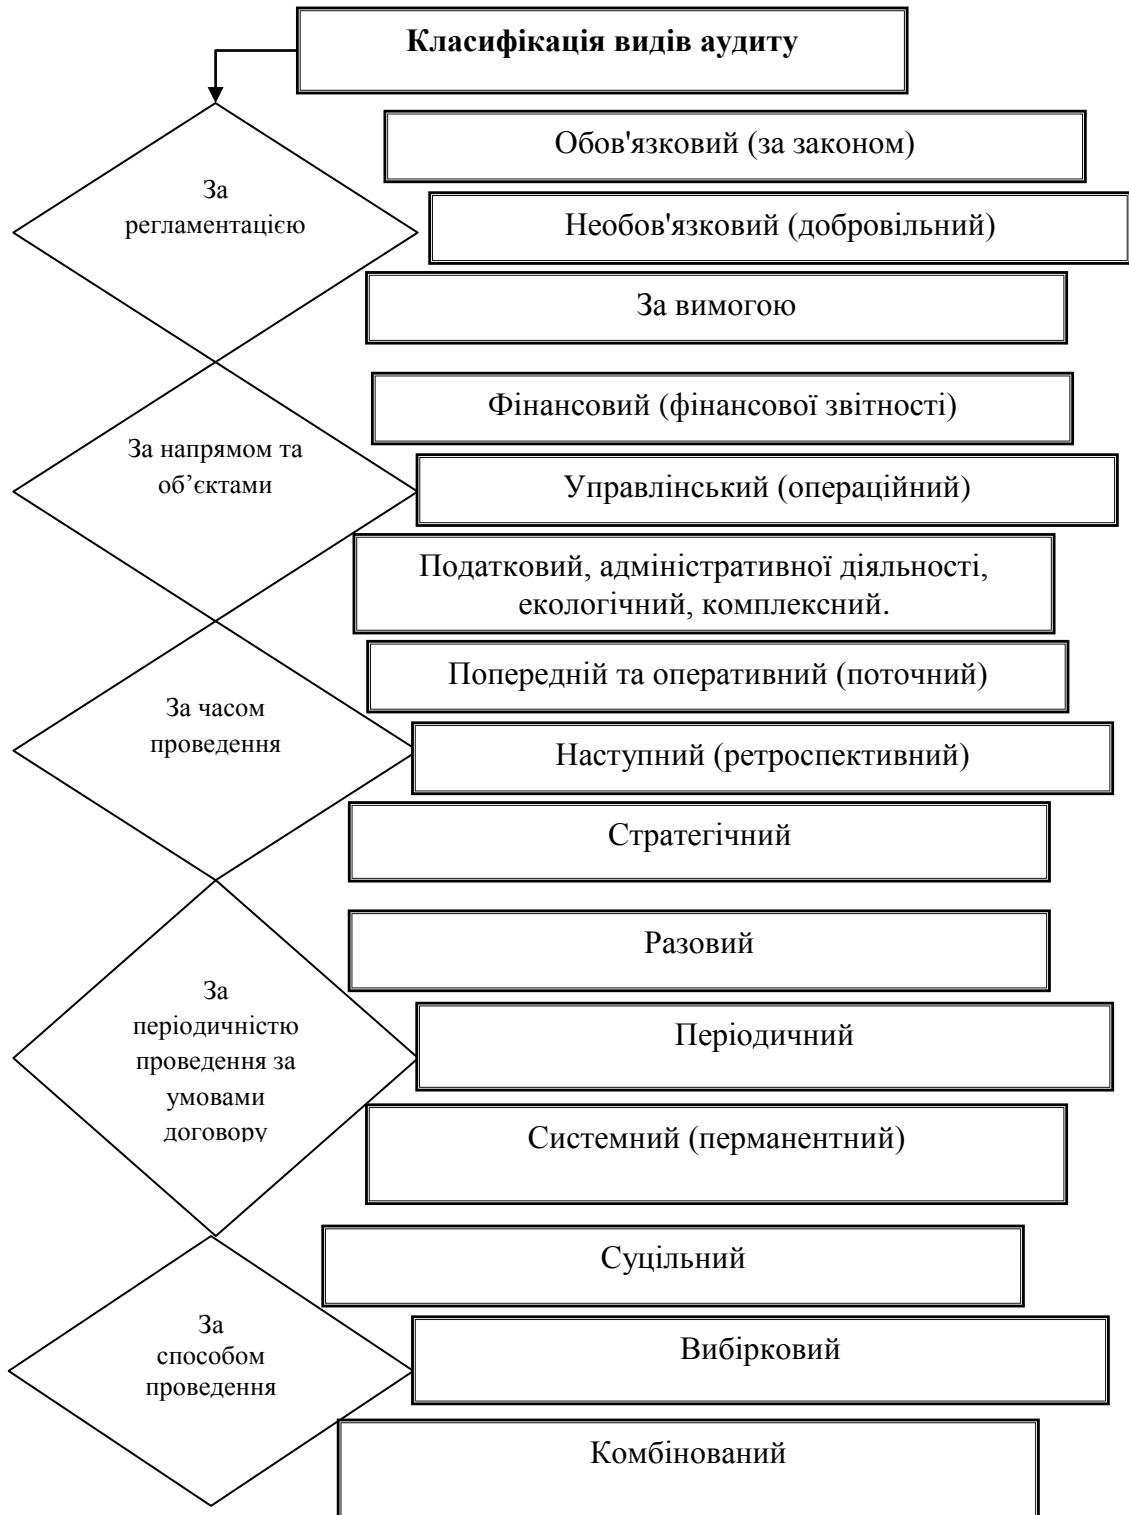 Класифікація видів аудиту
За
регламентацією
Обов'язковий (за законом)
Необов'язковий (добровільний)
За вимогою
За напрямом та
об’єктами
Фінансовий (фінансової звітності)
Управлінський (операційний)
Податковий, адміністративної діяльності,
екологічний, комплексний.
За часом
проведення
Попередній та оперативний (поточний)
Наступний (ретроспективний)
Стратегічний
За
періодичністю
проведення за
умовами
договору
Разовий
Періодичний
Системний (перманентний)
За
способом
проведення
Суцільний
Вибірковий
Комбінований